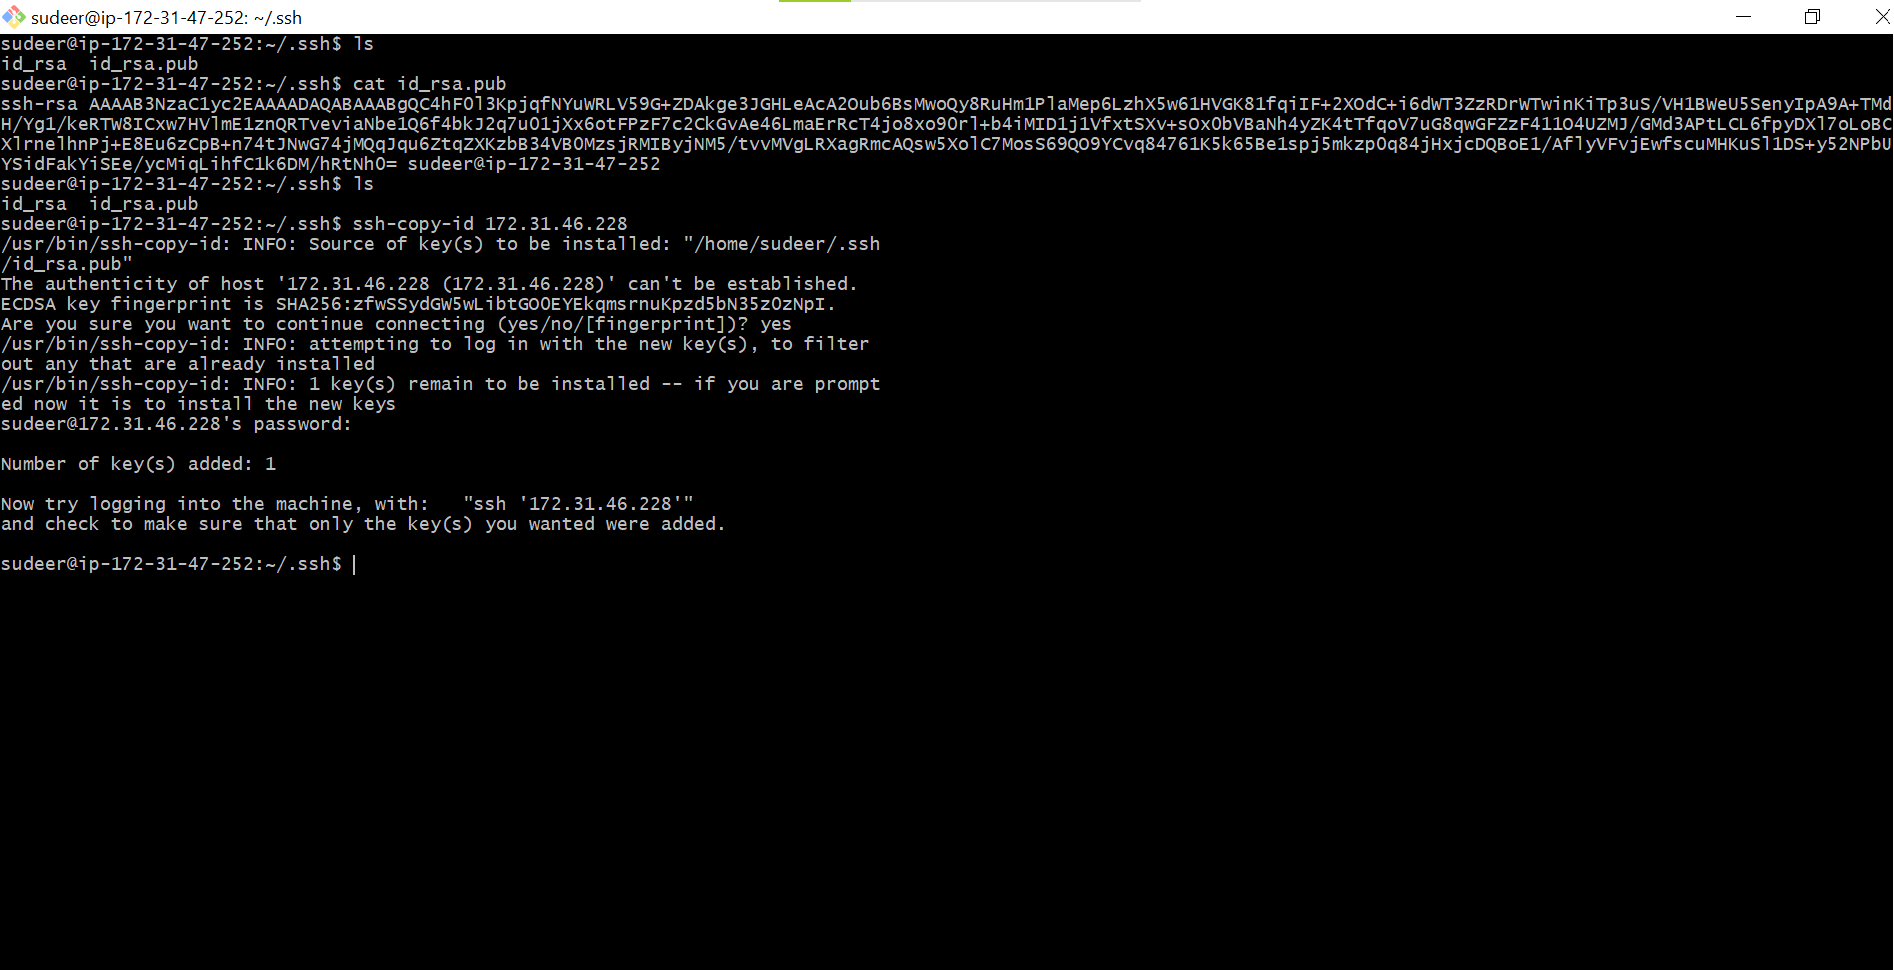 sudeer@ip-172-31-47-252: ~/.ssh
sudeer@ip-172-31-47-252:~/.ssh$ ls
id_rsa  id_rsa.pub
sudeer@ip-172-31-47-252:~/.ssh$ cat id_rsa.pub
ssh-rsa AAAAB3NzaC1yc2EAAAADAQABAAABgQC4hF0l3KpjqfNYuWRLV59G+ZDAkge3JGHLeAcA2Oub6BsMwoQy8RuHm1PlaMep6LzhX5w61HVGK81fqiIF+2XOdC+i6dWT3ZzRDrWTwinKiTp3uS/VH1BWeU5SenyIpA9A+TMd
H/Yg1/keRTW8ICxw7HVlmE1znQRTveviaNbe1Q6f4bkJ2q7u01jXx6otFPzF7c2CkGvAe46LmaErRcT4jo8xo90rl+b4iMID1j1VfxtSXv+sOx0bVBaNh4yZK4tTfqoV7uG8qwGFZzF411O4UZMJ/GMd3APtLCL6fpyDXl7oLoBC
XlrnelhnPj+E8Eu6zCpB+n74tJNwG74jMQqJqu6ZtqZXKzbB34VB0MzsjRMIByjNM5/tvvMVgLRXagRmcAQsw5XolC7MosS69QO9YCvq84761K5k65Be1spj5mkzp0q84jHxjcDQBoE1/AflyVFvjEwfscuMHKuSl1DS+y52NPbU
YSidFakYiSEe/ycMiqLihfC1k6DM/hRtNh0= sudeer@ip-172-31-47-252
sudeer@ip-172-31-47-252:~/.ssh$ ls
id_rsa  id_rsa.pub
sudeer@ip-172-31-47-252:~/.ssh$ ssh-copy-id 172.31.46.228
/usr/bin/ssh-copy-id: INFO: Source of key(s) to be installed: "/home/sudeer/.ssh
/id_rsa.pub"
The authenticity of host '172.31.46.228 (172.31.46.228)' can't be established.
ECDSA key fingerprint is SHA256:zfwSSydGW5wLibtGO0EYEkqmsrnuKpzd5bN35z0zNpI.
Are you sure you want to continue connecting (yes/no/[fingerprint])? yes
/usr/bin/ssh-copy-id: INFO: attempting to log in with the new key(s), to filter
out any that are already installed
/usr/bin/ssh-copy-id: INFO: 1 key(s) remain to be installed -- if you are prompt
ed now it is to install the new keys
sudeer@172.31.46.228's password:
Number of key(s) added: 1
Now try logging into the machine, with:   "ssh '172.31.46.228'"
and check to make sure that only the key(s) you wanted were added.
sudeer@ip-172-31-47-252:~/.ssh$